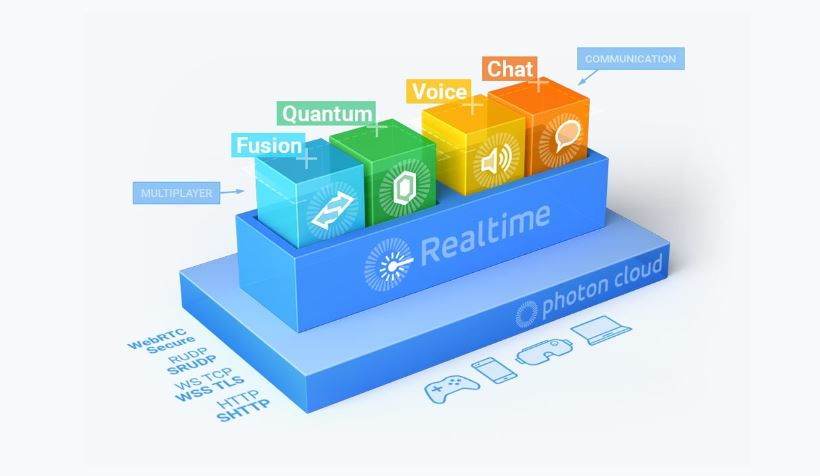 COMMUNICATION
Chat
Voice
Quantum
Fusion
MULTIPLAYER
Realtime
photon cloud
WebRTC
Secure
RUDP
SRUDP
WS TCP
WSS TLS
HTTP
SHTTP